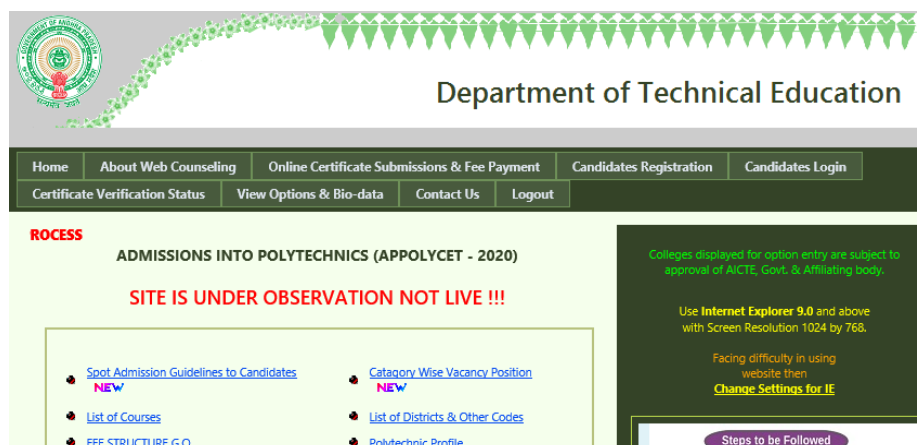 Department of Technical Education
Home About Web Counseling Online Certificate Submissions & Fee Payment Candidates Registration Candidates Login
Certificate Verification Status View Options & Bio-data Contact Us Logout
ROCESS
ADMISSIONS INTO POLYTECHNICS (APPOLYCET - 2020)
SITE IS UNDER OBSERVATION NOT LIVE !!!
Spot Admission Guidelines to Candidates
NEW
Catagory Wise Vacancy Position
NEW
List of Courses
List of Districts & Other Codes
FEE STRUCTURE G.O
Polytechnic Profile
Colleges displayed for option entry are subject to
approval of AICTE, Govt. & Affiliating body.
Use Internet Explorer 9.0 and above
with Screen Resolution 1024 by 768.
Facing difficulty in using
website then
Change Settings for IE
Steps to be Followed